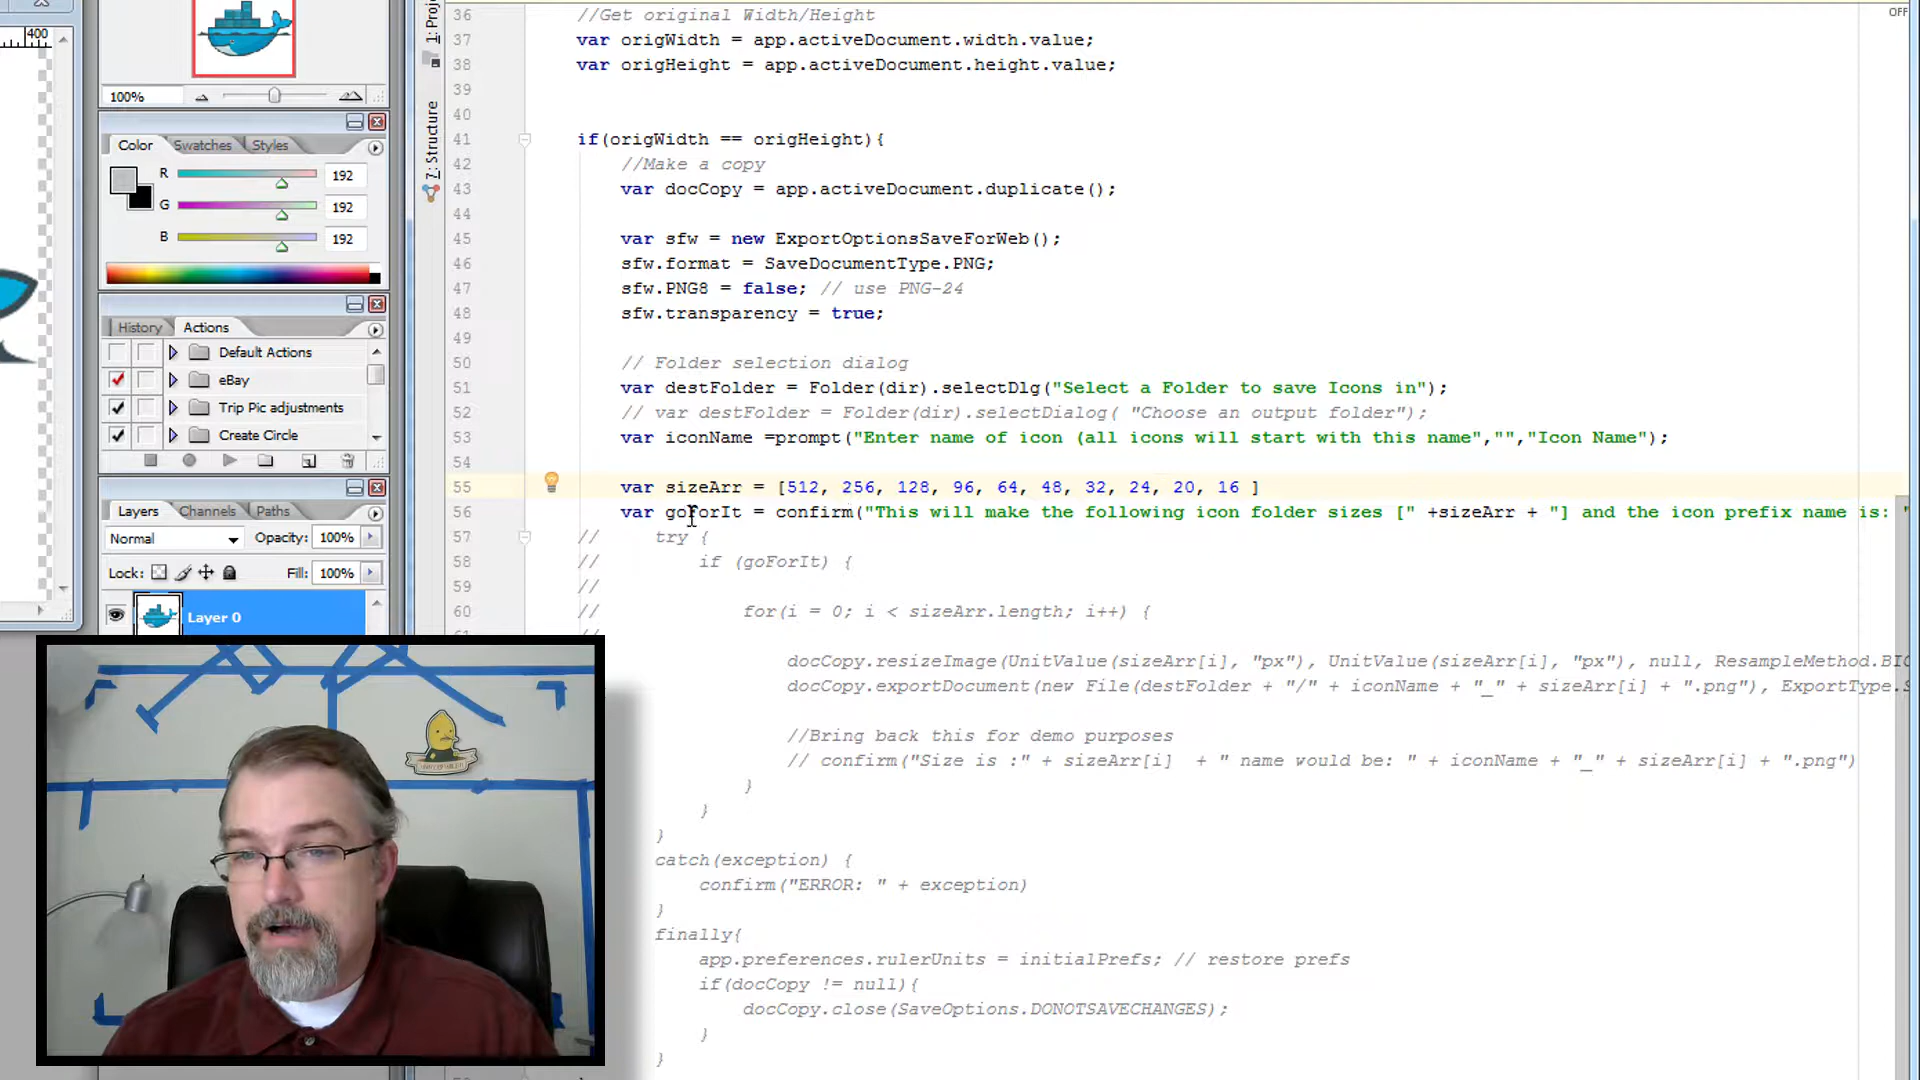 400
100%
Color
Swatches
Styles
R
192
G
192
B
192
History
Actions
Default Actions
eBay
Trip Pic adjustments
Create Circle
Layers
Channels
Paths
Normal
Opacity:
100%
Lock:
Fill:
100%
Layer 0
7: Structure
OFF
36 //Get original Width/Height
37 var origWidth = app.activeDocument.width.value;
38 var origHeight = app.activeDocument.height.value;
39
40
41 if(origWidth == origHeight){
42 //Make a copy
43 var docCopy = app.activeDocument.duplicate();
44
45 var sfw = new ExportOptionsSaveForWeb();
46 sfw.format = SaveDocumentType.PNG;
47 sfw.PNG8 = false; // use PNG-24
48 sfw.transparency = true;
49
50 // Folder selection dialog
51 var destFolder = Folder(dir).selectDlg("Select a Folder to save Icons in");
52 // var destFolder = Folder(dir).selectDialog( "Choose an output folder");
53 var iconName =prompt("Enter name of icon (all icons will start with this name","","Icon Name");
54
55 var sizeArr = [512, 256, 128, 96, 64, 48, 32, 24, 20, 16 ]
56 var goForIt = confirm("This will make the following icon folder sizes [" +sizeArr + "] and the icon prefix name is: "
57 // try {
58 // if (goForIt) {
59 //
60 // for(i = 0; i < sizeArr.length; i++) {
docCopy.resizeImage(UnitValue(sizeArr[i], "px"), UnitValue(sizeArr[i], "px"), null, ResampleMethod.BIC
docCopy.exportDocument(new File(destFolder + "/" + iconName + "_" + sizeArr[i] + ".png"), ExportType.S
//Bring back this for demo purposes
// confirm("Size is :" + sizeArr[i] + " name would be: " + iconName + "_" + sizeArr[i] + ".png")
}
}
}
catch(exception) {
confirm("ERROR: " + exception)
}
finally{
app.preferences.rulerUnits = initialPrefs; // restore prefs
if(docCopy != null){
docCopy.close(SaveOptions.DONOTSAVECHANGES);
}
}